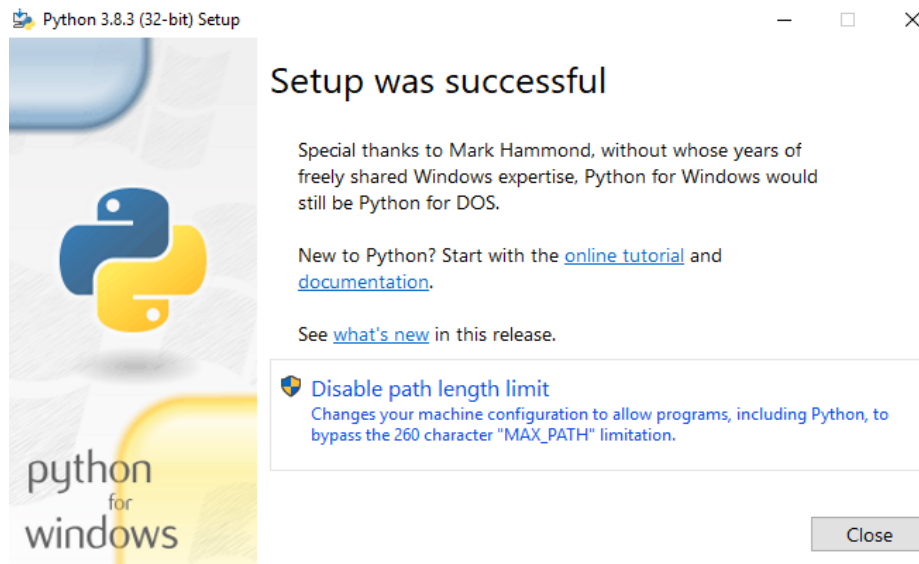 Python 3.8.3 (32-bit) Setup
Setup was successful
Special thanks to Mark Hammond, without whose years of
freely shared Windows expertise, Python for Windows would
still be Python for DOS.
New to Python? Start with the online tutorial and
documentation.
See what's new in this release.
Disable path length limit
Changes your machine configuration to allow programs, including Python, to
bypass the 260 character "MAX_PATH" limitation.
python
for
windows
Close